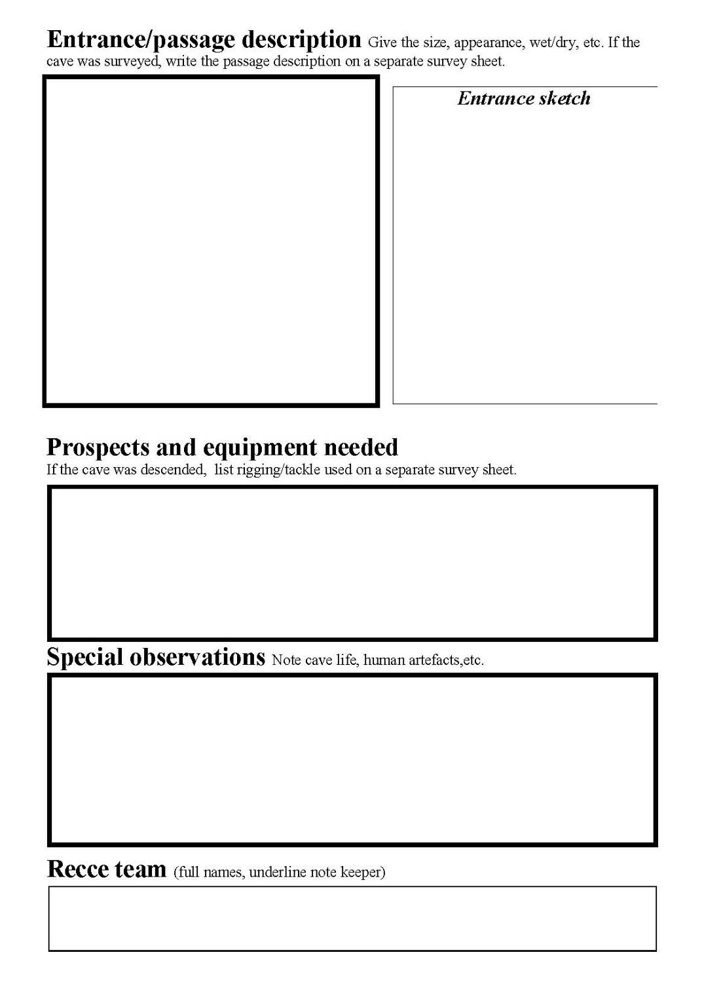 Entrance/passage description Give the size, appearance, wet/dry, etc. If the
cave was surveyed, write the passage description on a separate survey sheet.
Entrance sketch
Prospects and equipment needed
If the cave was descended,  list rigging/tackle used on a separate survey sheet.
Special observations Note cave life, human artefacts,etc.
Recce team (full names, underline note keeper)